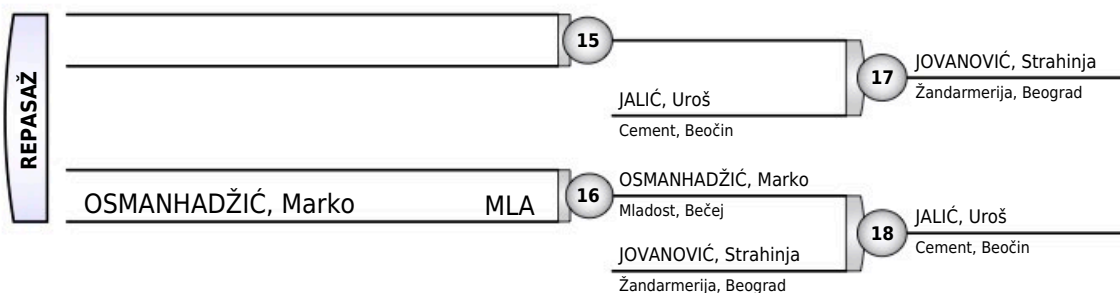 REPASAŽ
15
JALIĆ, Uroš
Cement, Beočin
17
JOVANOVIĆ, Strahinja
Žandarmerija, Beograd
OSMANHADŽIĆ, Marko MLA
16
OSMANHADŽIĆ, Marko
Mladost, Bečej
JOVANOVIĆ, Strahinja
Žandarmerija, Beograd
18
JALIĆ, Uroš
Cement, Beočin